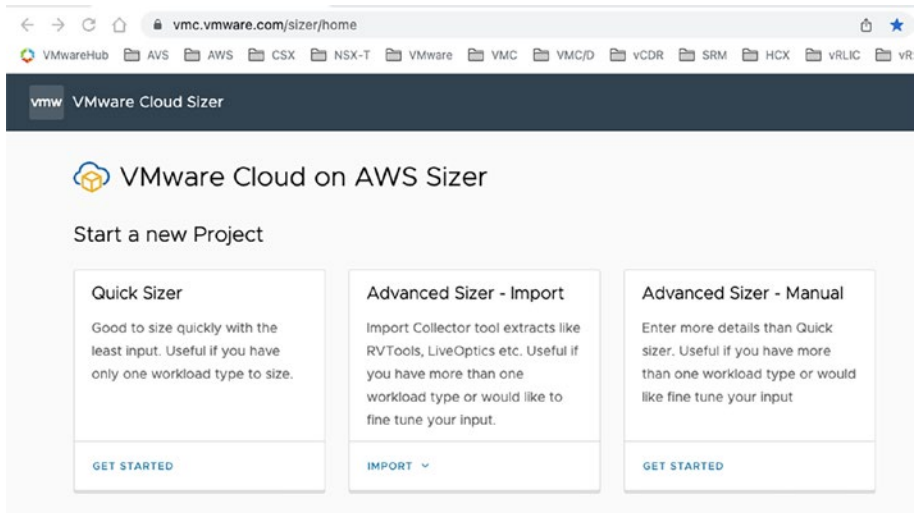 vmc.vmware.com/sizer/home
VMwareHub AVS AWS CSX NSX-T VMware VMC VMC/D vCDR SRM HCX vRLIC vR
vmw VMware Cloud Sizer
VMware Cloud on AWS Sizer
Start a new Project
Quick Sizer
Good to size quickly with the
least input. Useful if you have
only one workload type to size.
GET STARTED
Advanced Sizer - Import
Import Collector tool extracts like
RVTools, LiveOptics etc. Useful if
you have more than one
workload type or would like to
fine tune your input.
IMPORT
Advanced Sizer - Manual
Enter more details than Quick
sizer. Useful if you have more
than one workload type or would
like fine tune your input
GET STARTED